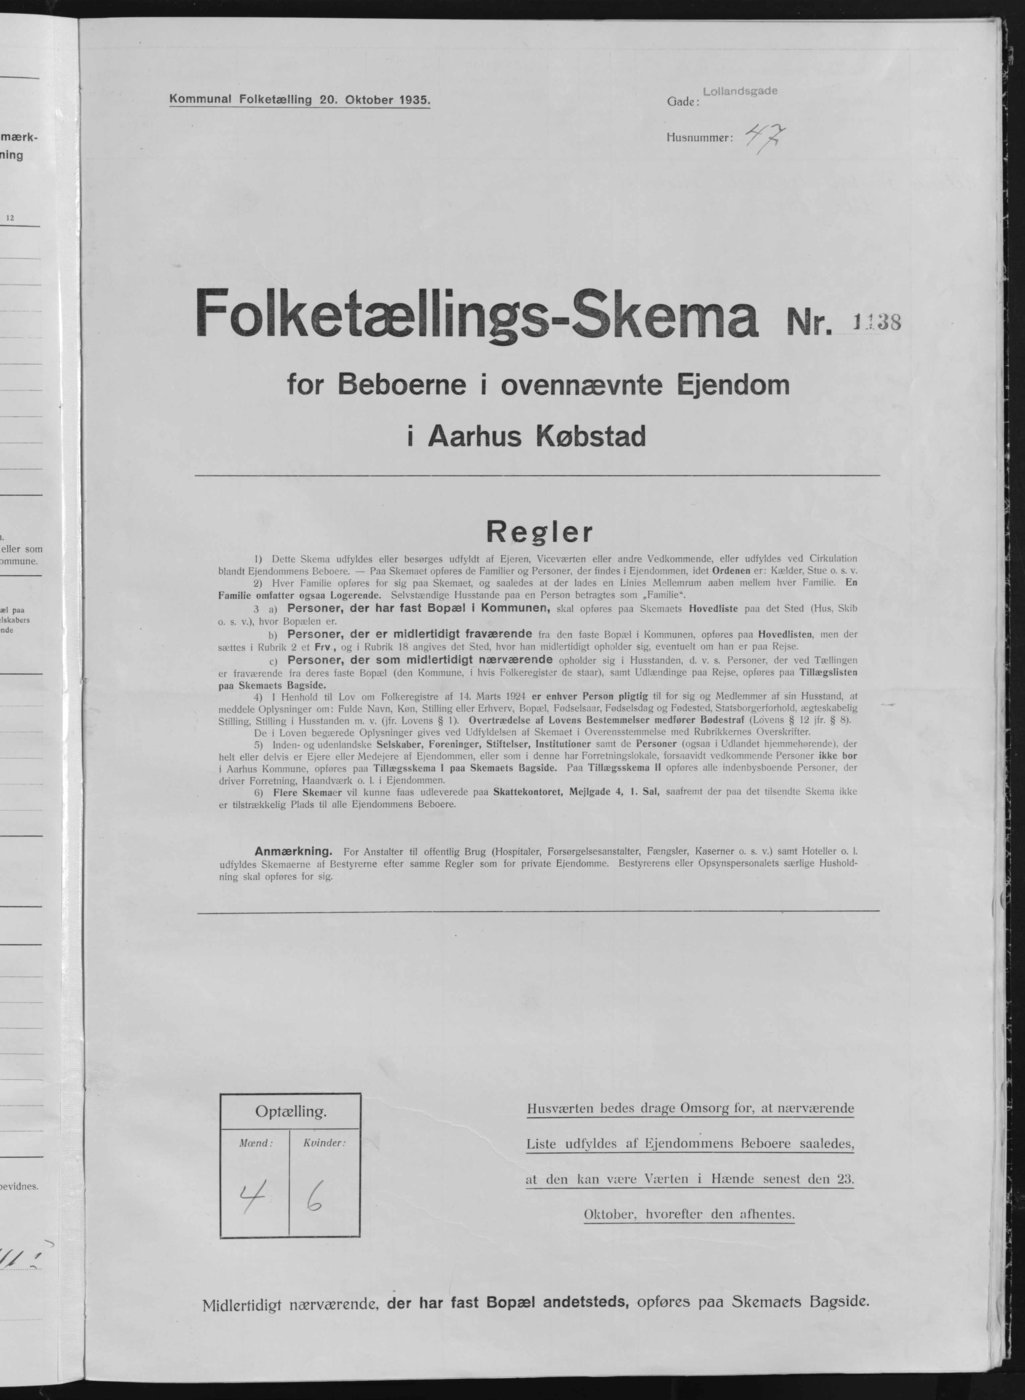 mærk-
ning
12
eller som
ommune.
æl paa
elskabers
nde
bevidnes.
Kommunal Folketælling 20. Oktober 1935.
Gade: Lollandsgade
Husnummer: 47
Folketællings-Skema Nr. 1138
for Beboerne i ovennævnte Ejendom
i Aarhus Købstad
Regler
1) Dette Skema udfyldes eller besørges udfyldt af Ejeren, Viceværten eller andre Vedkommende, eller udfyldes ved Cirkulation
blandt Ejendommens Beboere. — Paa Skemaet opføres de Familier og Personer, der findes i Ejendommen, idet Ordenen er: Kælder, Stue o. s. v.
2) Hver Familie opføres for sig paa Skemaet, og saaledes at der lades en Linies Mellemrum aaben mellem hver Familie. En
Familie omfatter ogsaa Logerende. Selvstændige Husstande paa en Person betragtes som „Familie“.
3 a) Personer, der har fast Bopæl i Kommunen, skal opføres paa Skemaets Hovedliste paa det Sted (Hus, Skib
o. s. v.), hvor Bopælen er.
b) Personer, der er midlertidigt fraværende fra den faste Bopæl i Kommunen, opføres paa Hovedlisten, men der
sættes i Rubrik 2 et Frv., og i Rubrik 18 angives det Sted, hvor han midlertidigt opholder sig, eventuelt om han er paa Rejse.
c) Personer, der som midlertidigt nærværende opholder sig i Husstanden, d. v. s. Personer, der ved Tællingen
er fraværende fra deres faste Bopæl (den Kommune, i hvis Folkeregister de staar), samt Udlændinge paa Rejse, opføres paa Tillægslisten
paa Skemaets Bagside.
4) I Henhold til Lov om Folkeregistre af 14. Marts 1924 er enhver Person pligtig til for sig og Medlemmer af sin Husstand, at
meddele Oplysninger om: Fulde Navn, Køn, Stilling eller Erhverv, Bopæl, Fødselsaar, Fødselsdag og Fødested, Statsborgerforhold, ægteskabelig
Stilling, Stilling i Husstanden m. v. (jfr. Lovens § 1). Overtrædelse af Lovens Bestemmelser medfører Bødestraf (Lovens § 12 jfr. § 8).
De i Loven begærede Oplysninger gives ved Udfyldelsen af Skemaet i Overensstemmelse med Rubrikkernes Overskrifter.
5) Inden- og udenlandske Selskaber, Foreninger, Stiftelser, Institutioner samt de Personer (ogsaa i Udlandet hjemmehørende), der
helt eller delvis er Ejere eller Medejere af Ejendommen, eller som i denne har Forretningslokale, forsaavidt vedkommende Personer ikke bor
i Aarhus Kommune, opføres paa Tillægsskema I paa Skemaets Bagside. Paa Tillægsskema II opføres alle indenbysboende Personer, der
driver Forretning, Haandværk o. l. i Ejendommen.
6) Flere Skemaer vil kunne faas udleverede paa Skattekontoret, Mejlgade 4, 1. Sal, saafremt der paa det tilsendte Skema ikke
er tilstrækkelig Plads til alle Ejendommens Beboere.
Anmærkning. For Anstalter til offentlig Brug (Hospitaler, Forsørgelsesanstalter, Fængsler, Kaserner o. s. v.) samt Hoteller o. l.
udfyldes Skemaerne af Bestyrerne efter samme Regler som for private Ejendomme. Bestyrerens eller Opsynspersonalets særlige Hushold-
ning skal opføres for sig.
Optælling.
Mænd: Kvinder:
4 6
Husværten bedes drage Omsorg for, at nærværende
Liste udfyldes af Ejendommens Beboere saaledes,
at den kan være Værten i Hænde senest den 23.
Oktober, hvorefter den afhentes.
Midlertidigt nærværende, der har fast Bopæl andetsteds, opføres paa Skemaets Bagside.